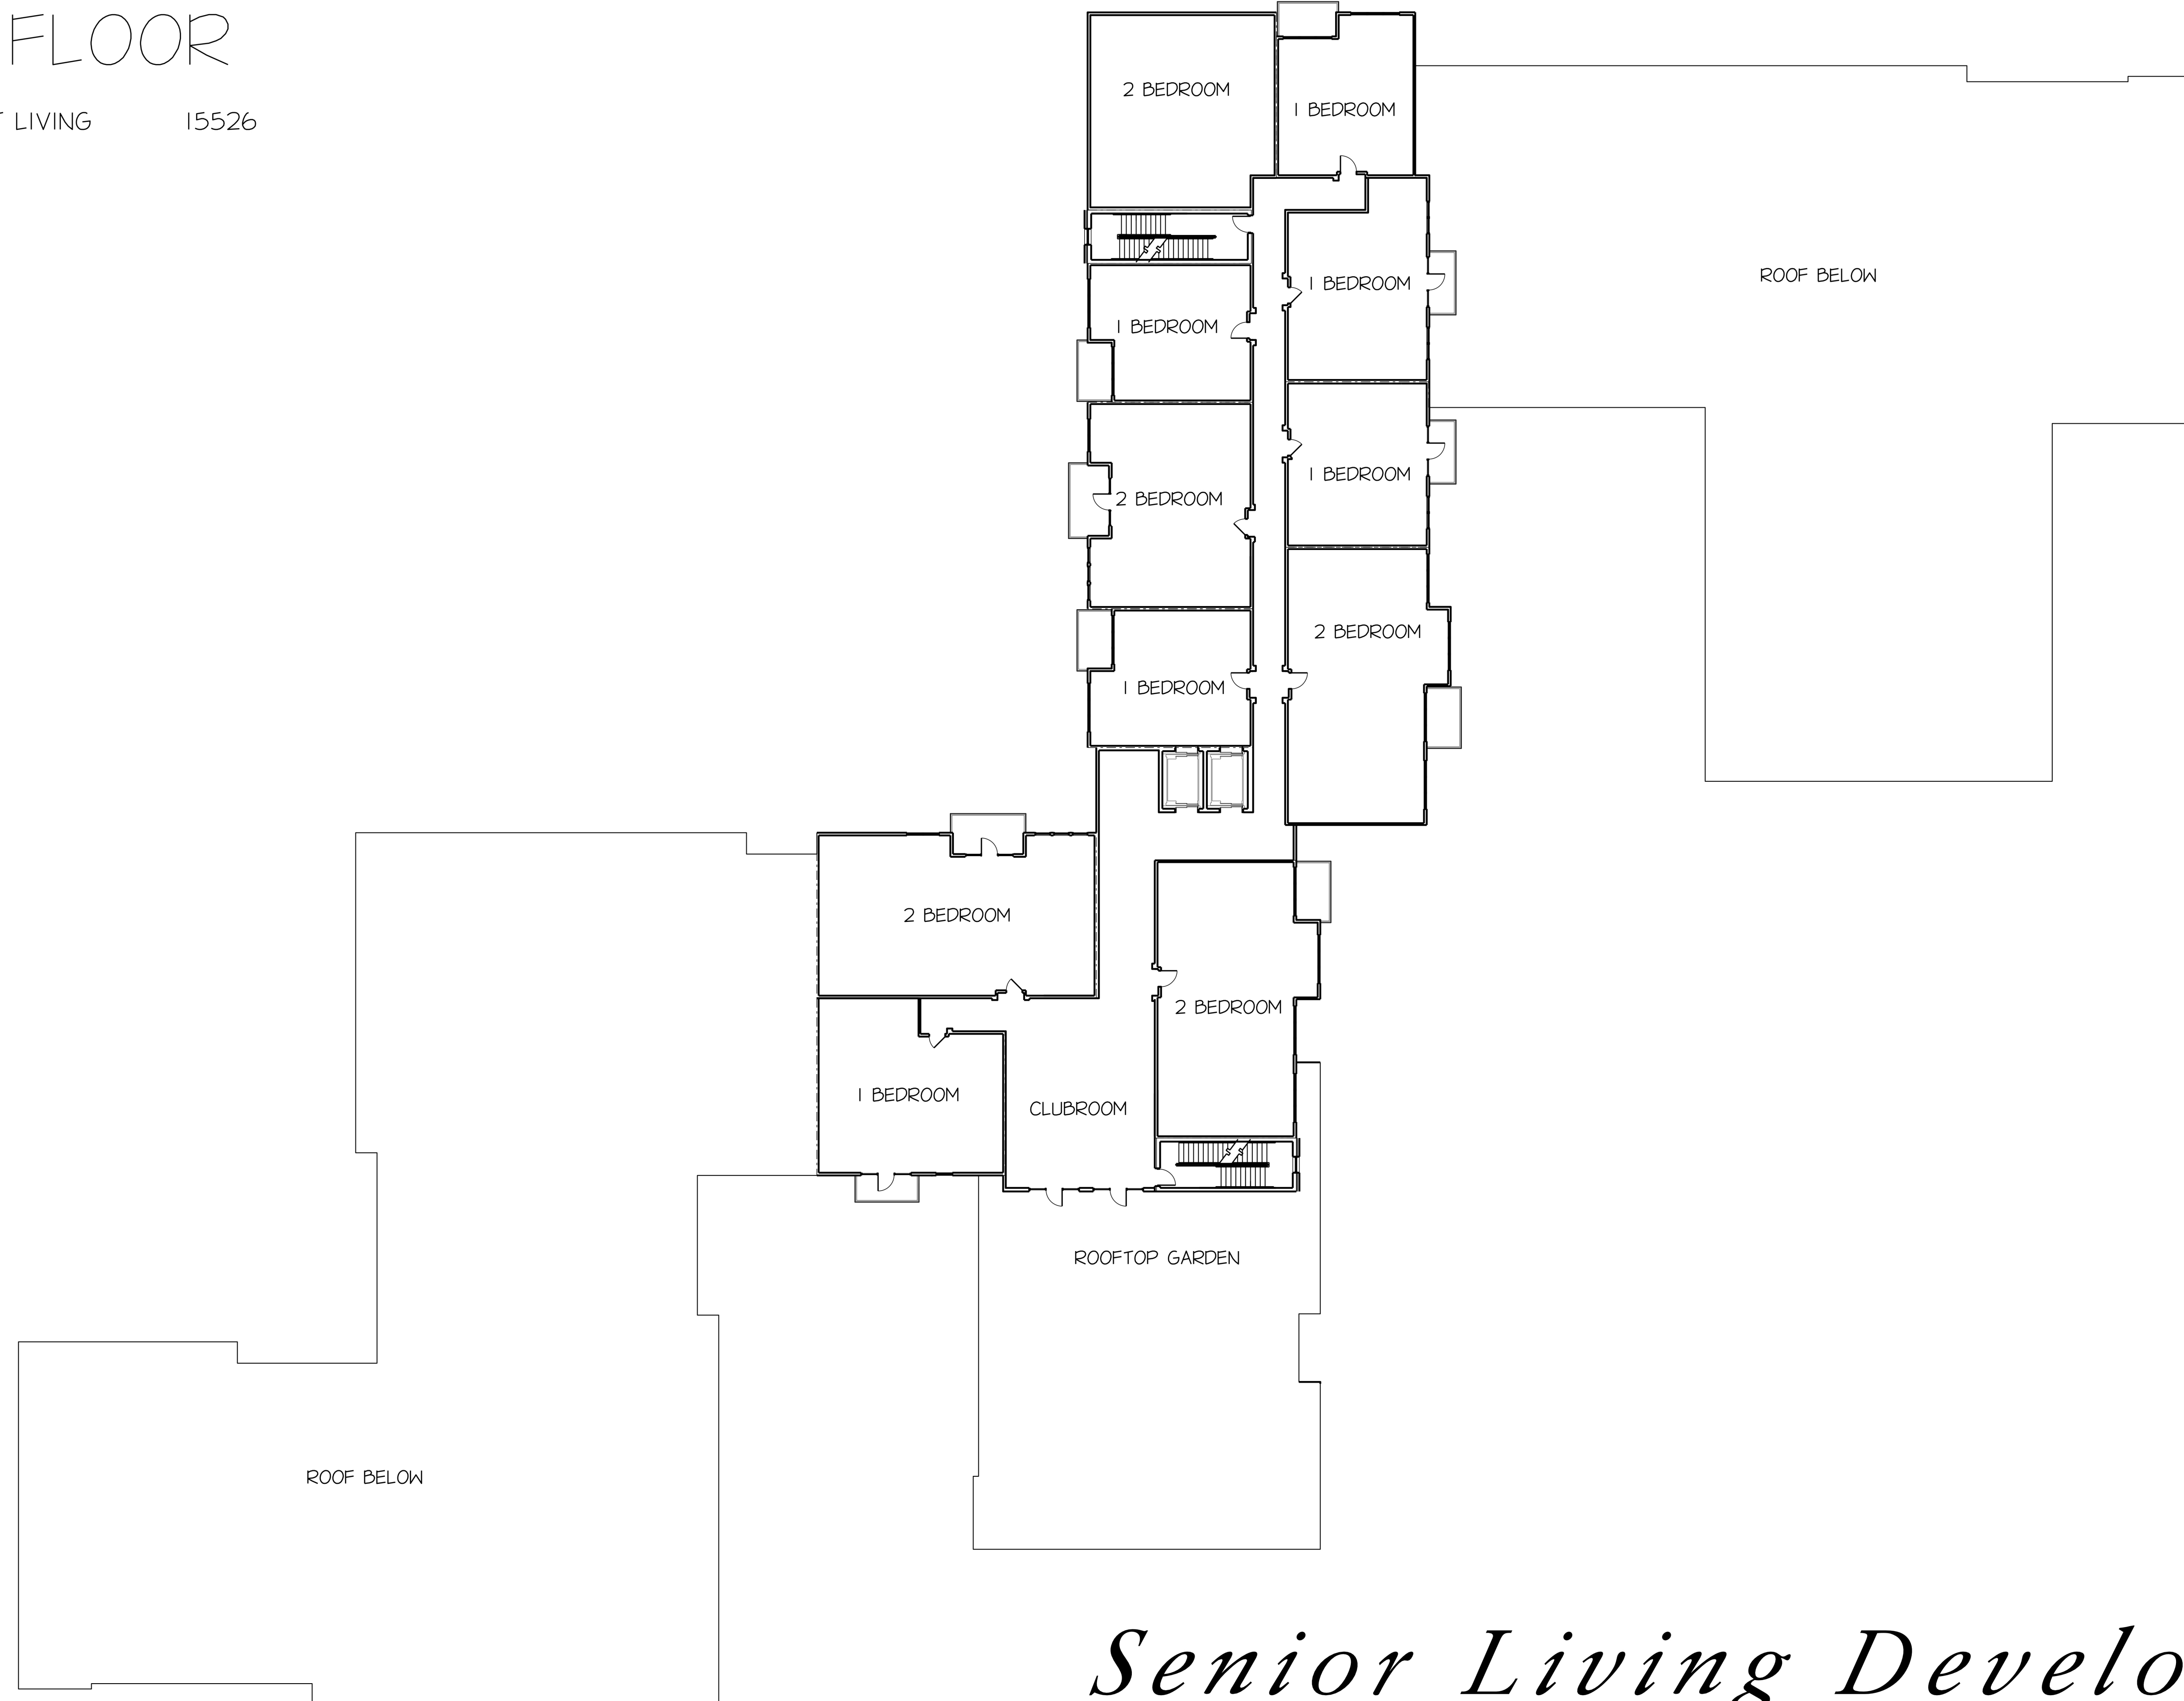 FLOOR
LIVING 15526
2 BEDROOM
1 BEDROOM
1 BEDROOM
ROOF BELOW
1 BEDROOM
1 BEDROOM
2 BEDROOM
2 BEDROOM
1 BEDROOM
2 BEDROOM
2 BEDROOM
1 BEDROOM
CLUBROOM
ROOFTOP GARDEN
ROOF BELOW
Senior Living Develo